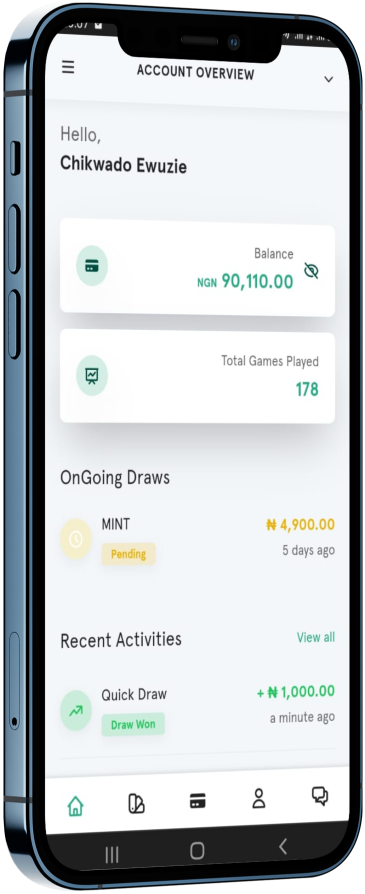 ACCOUNT OVERVIEW
Hello,
Chikwado Ewuzie
Balance
NGN 90,110.00
Total Games Played
178
OnGoing Draws
MINT
₦ 4,900.00
Pending
5 days ago
Recent Activities
View all
Quick Draw
+ ₦ 1,000.00
Draw Won
a minute ago